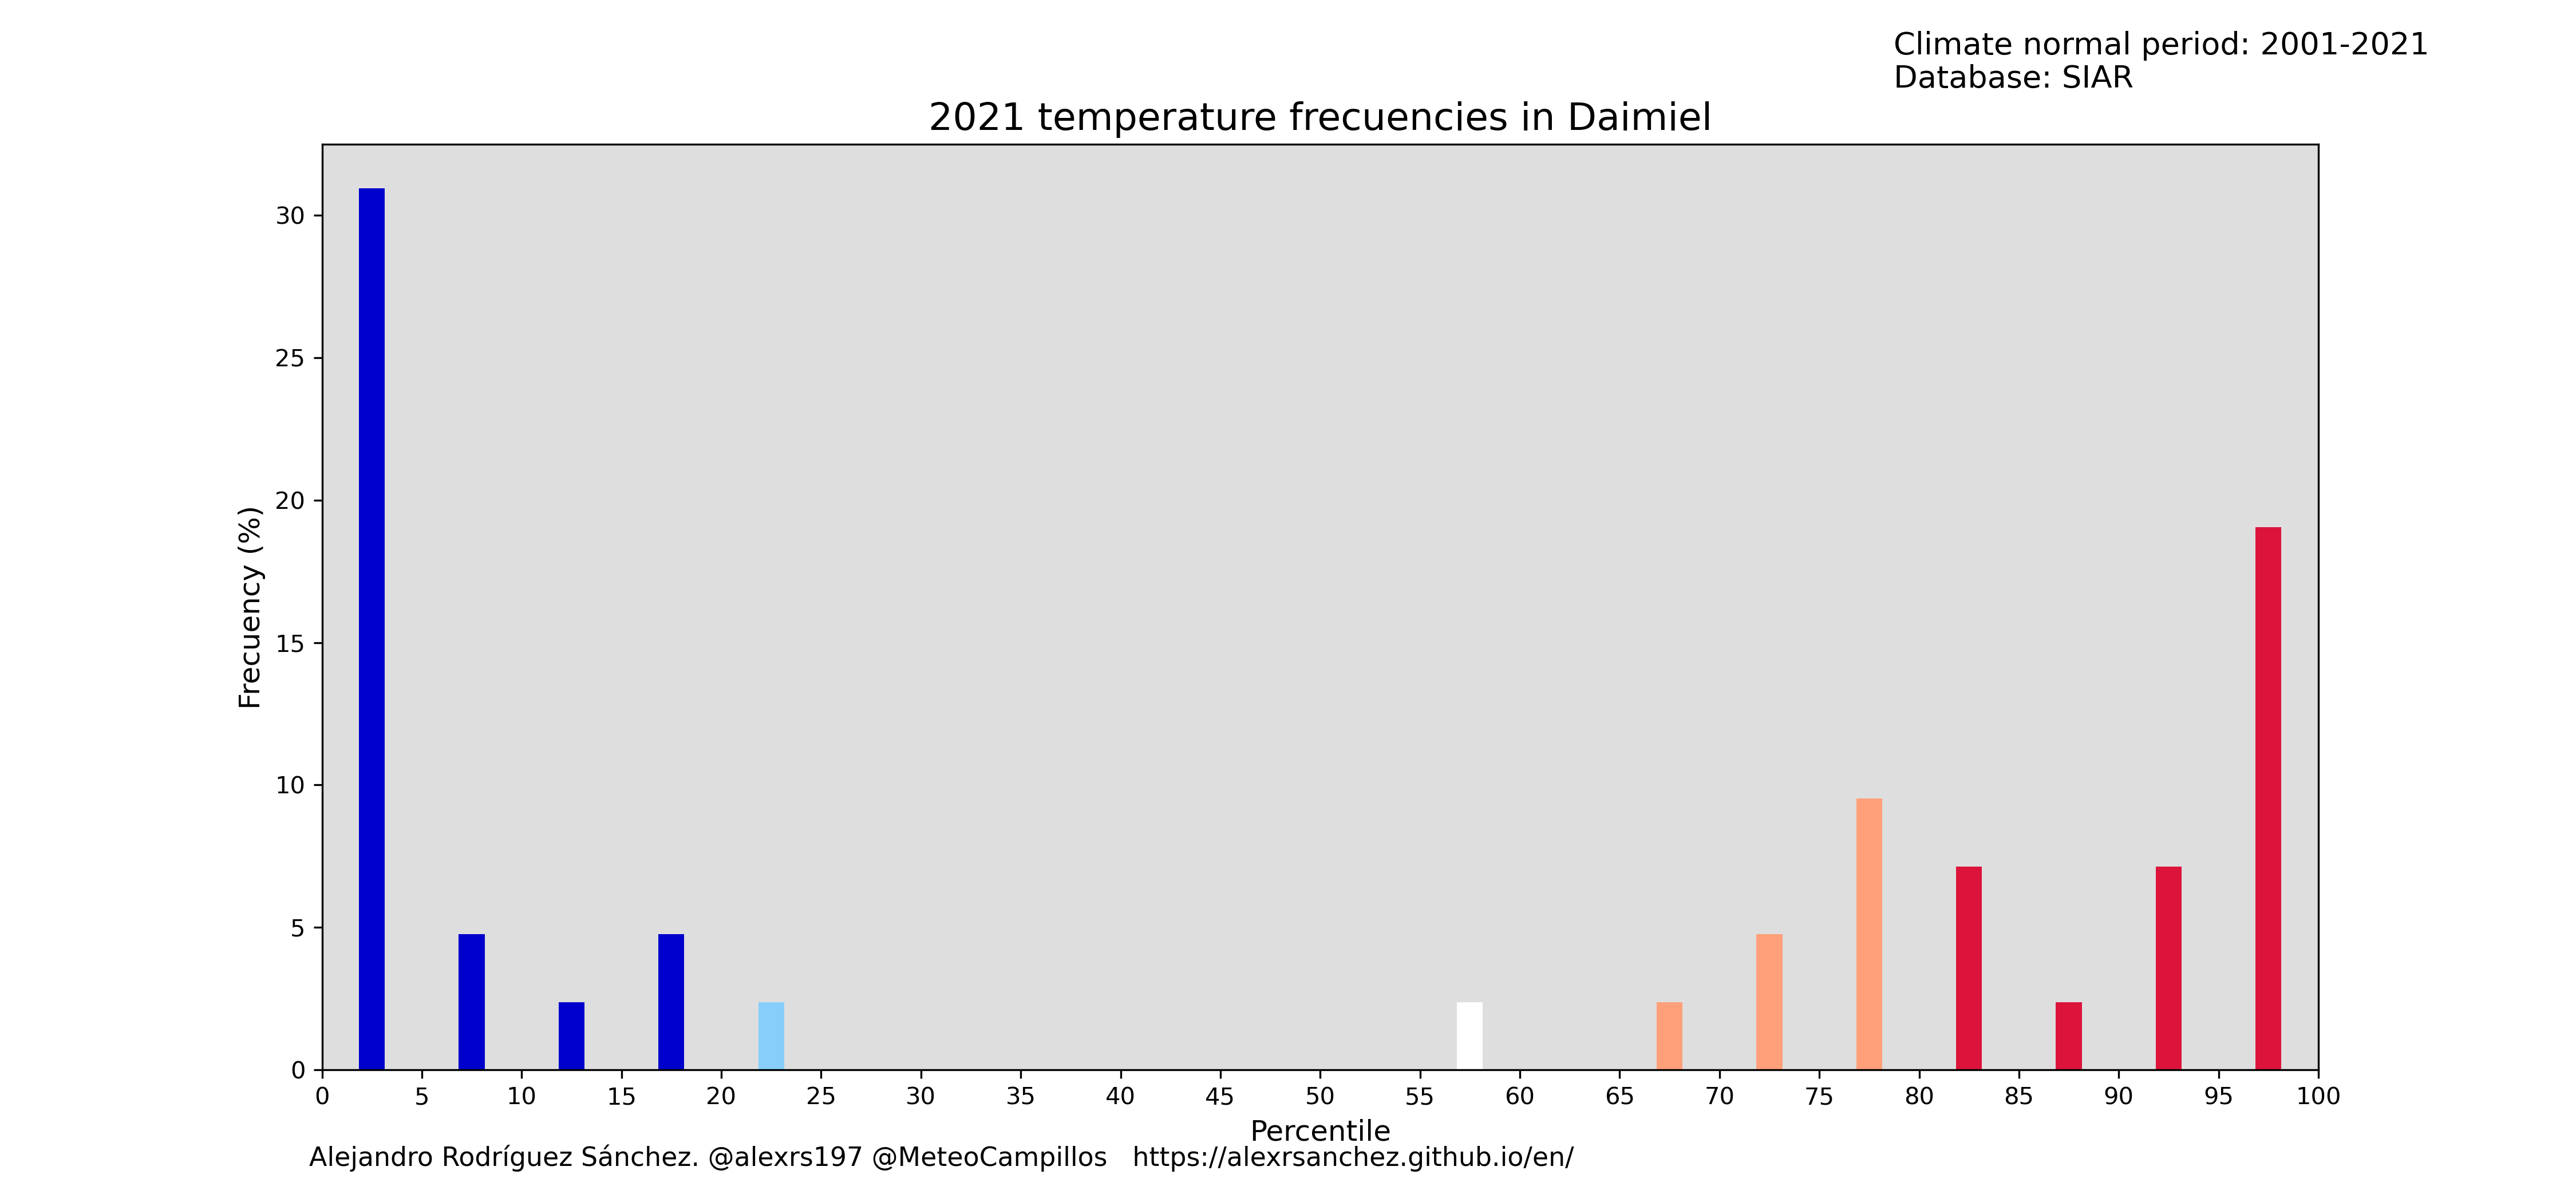 Climate normal period: 2001-2021
Database: SIAR
2021 temperature frecuencies in Daimiel
Frecuency (%)
30
25
20
15
10
5
0
0 5 10 15 20 25 30 35 40 45 50 55 60 65 70 75 80 85 90 95 100
Percentile
Alejandro Rodríguez Sánchez. @alexrs197 @MeteoCampillos https://alexrsanchez.github.io/en/